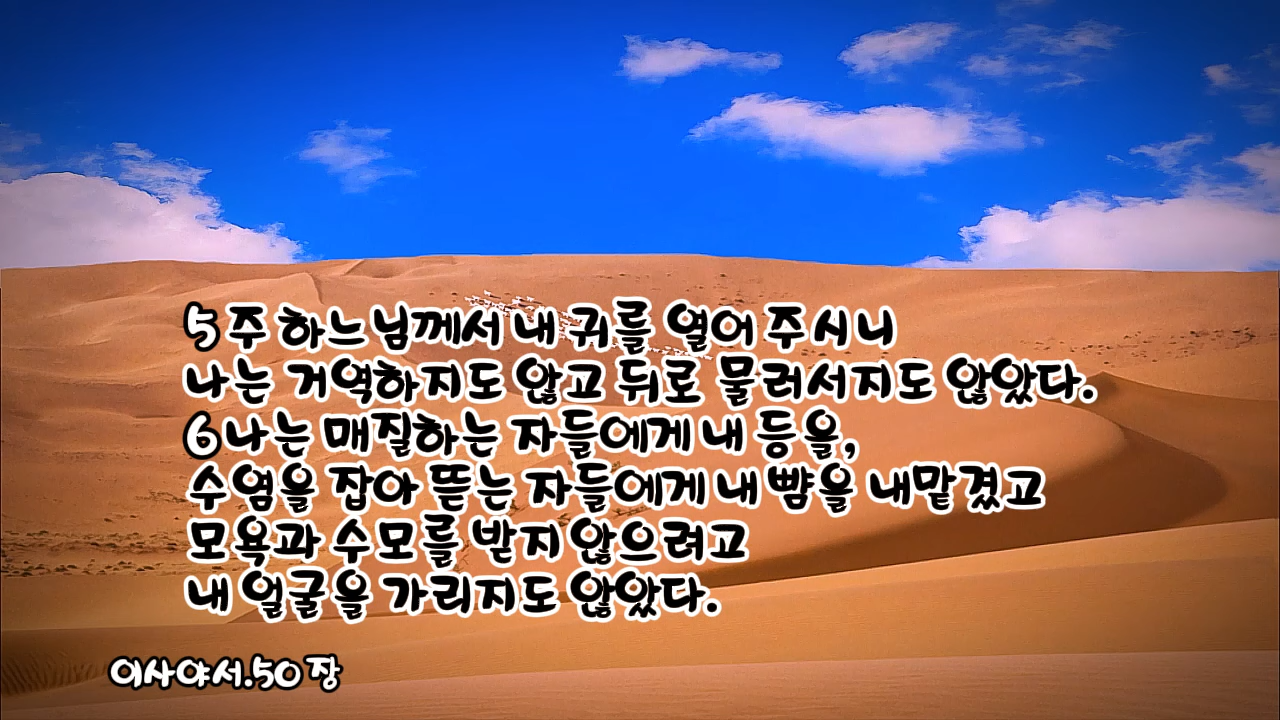 5 주 하느님께서 내 귀를 열어 주시니
나는 거역하지도 않고 뒤로 물러서지도 않았다.
6 나는 매질하는 자들에게 내 등을,
수염을 잡아 뜯는 자들에게 내 뺨을 내맡겼고
모욕과 수모를 받지 않으려고
내 얼굴을 가리지도 않았다.
이사야서.50 장